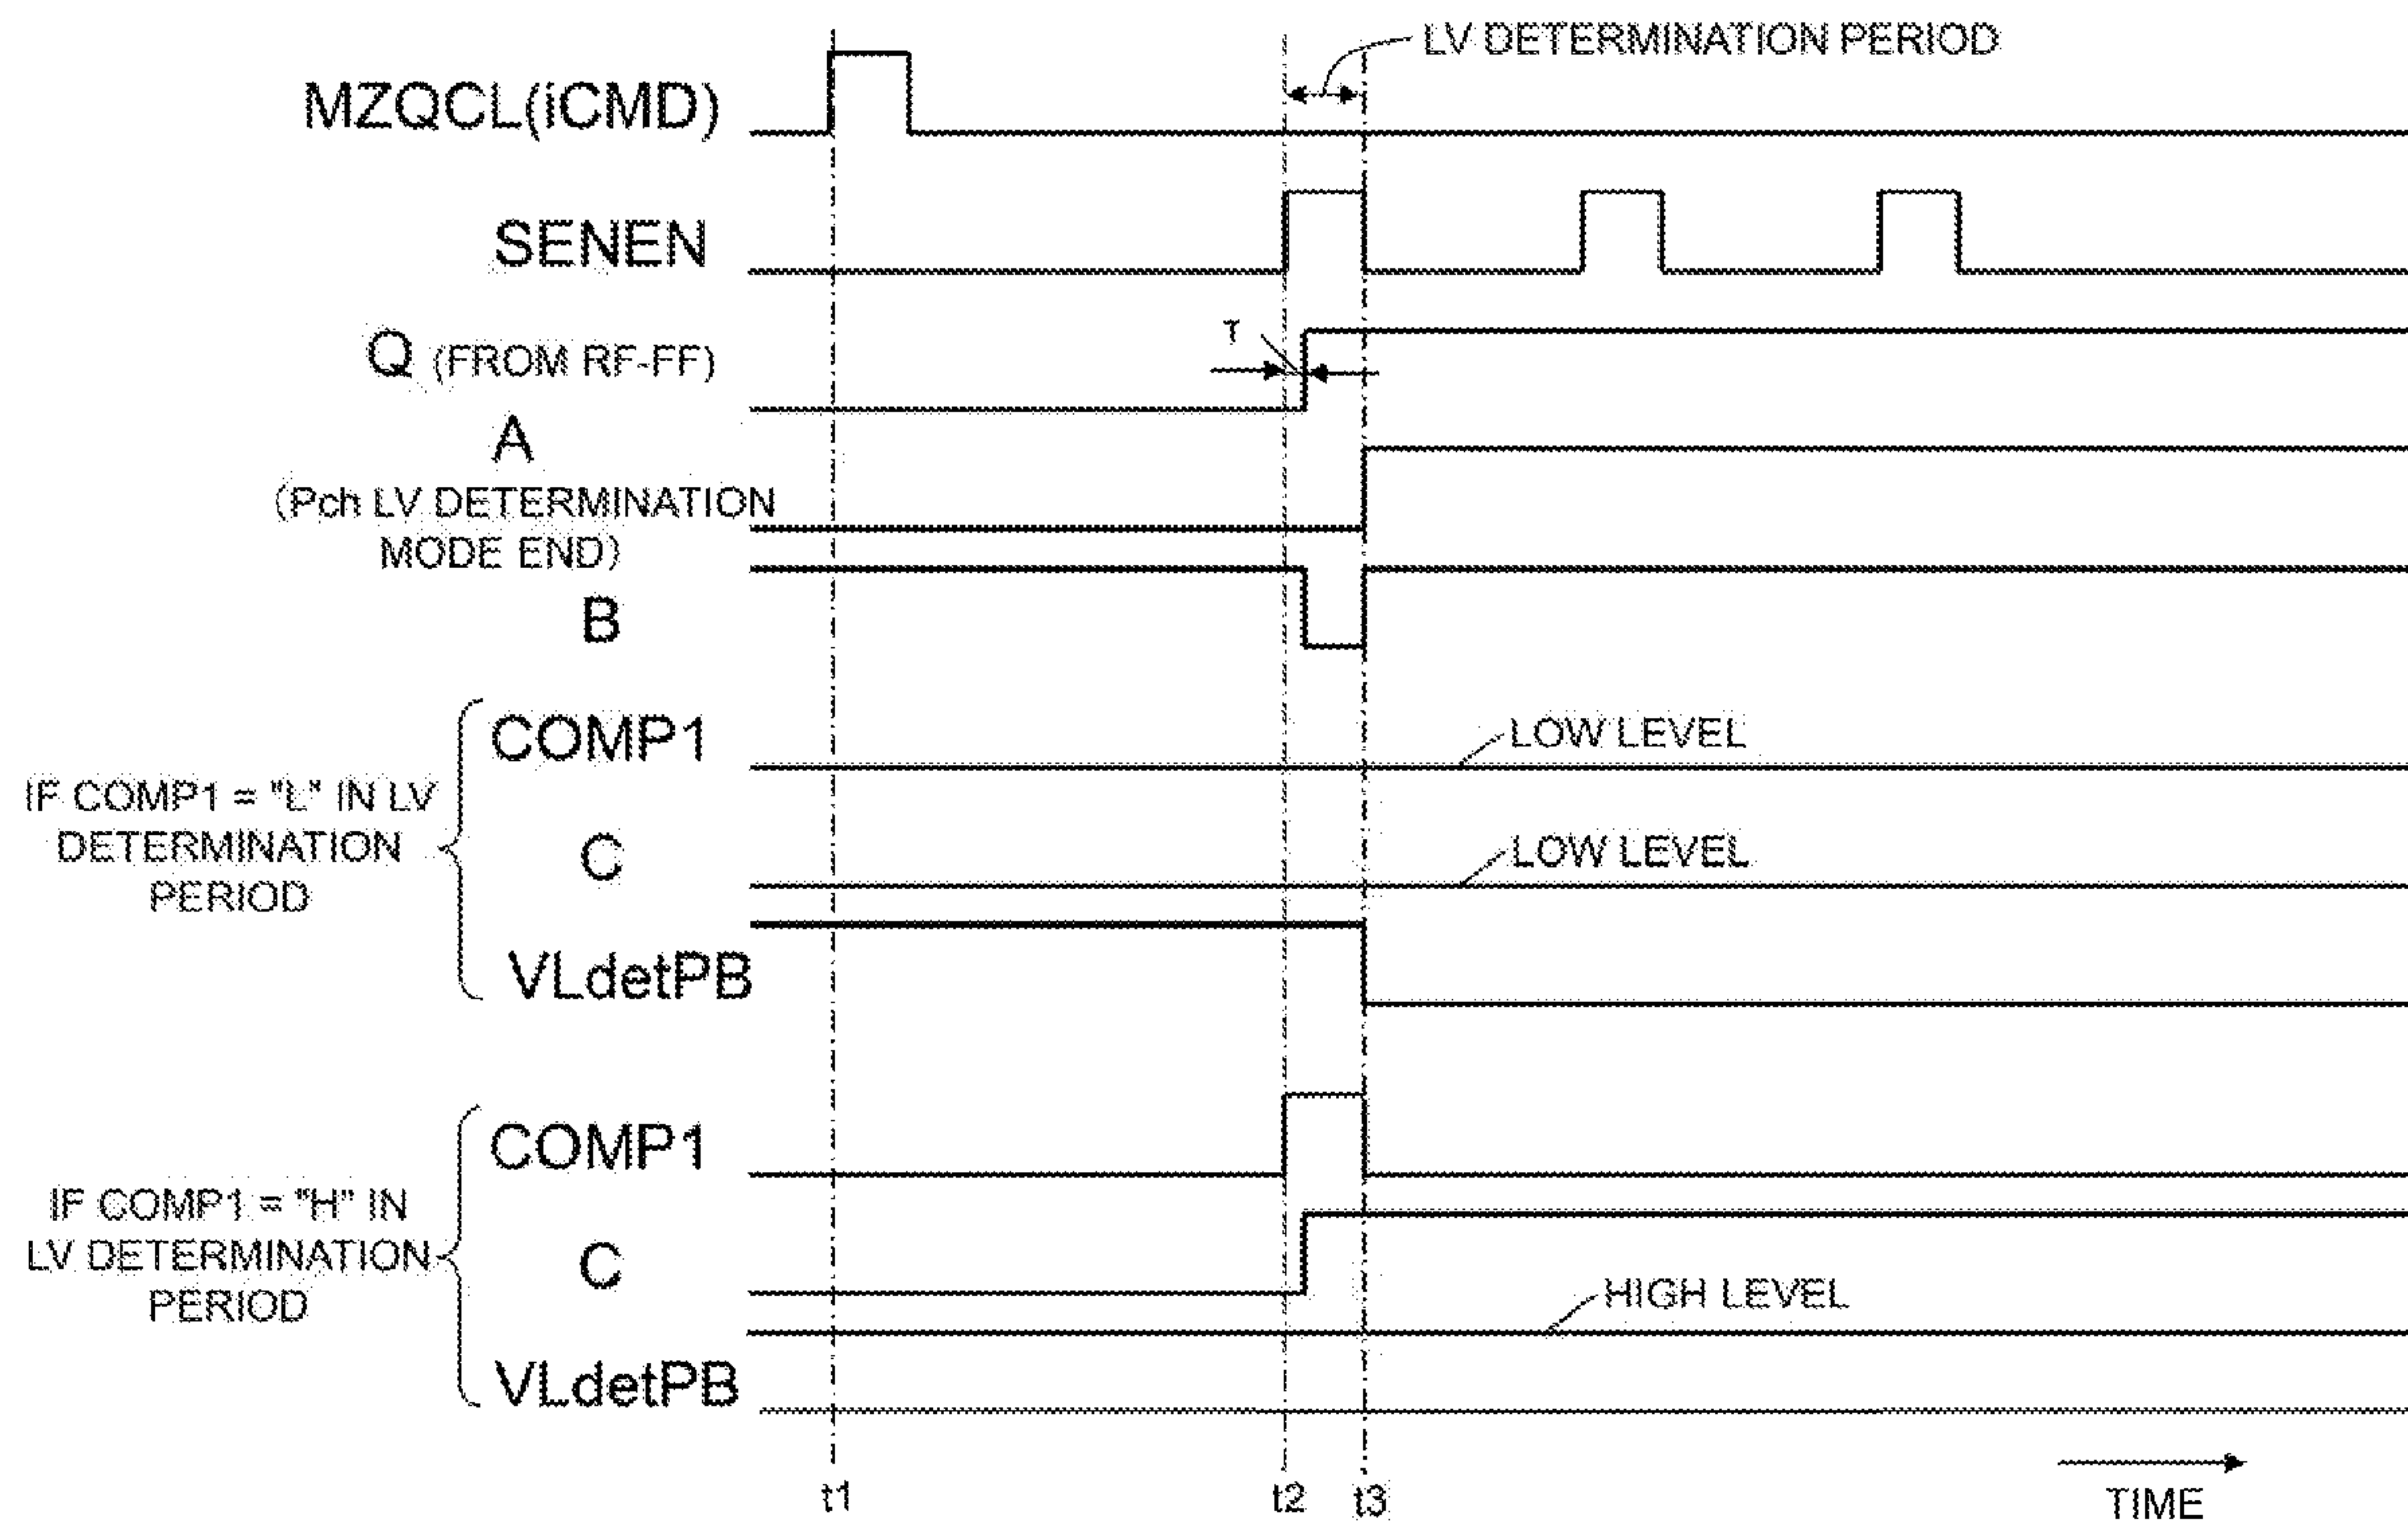 LV DETERMINATION PERIOD
MZQCL(iCMD)
SENEN
T
Q (FROM RF-FF)
A
(Pch LV DETERMINATION
MODE END)
B
COMP1
LOW LEVEL
IF COMP1 = "L" IN LV
DETERMINATION
PERIOD
C
LOW LEVEL
VLdetPB
COMP1
IF COMP1 = "H" IN
LV DETERMINATION
PERIOD
C
HIGH LEVEL
VLdetPB
t1
t2
t3
TIME